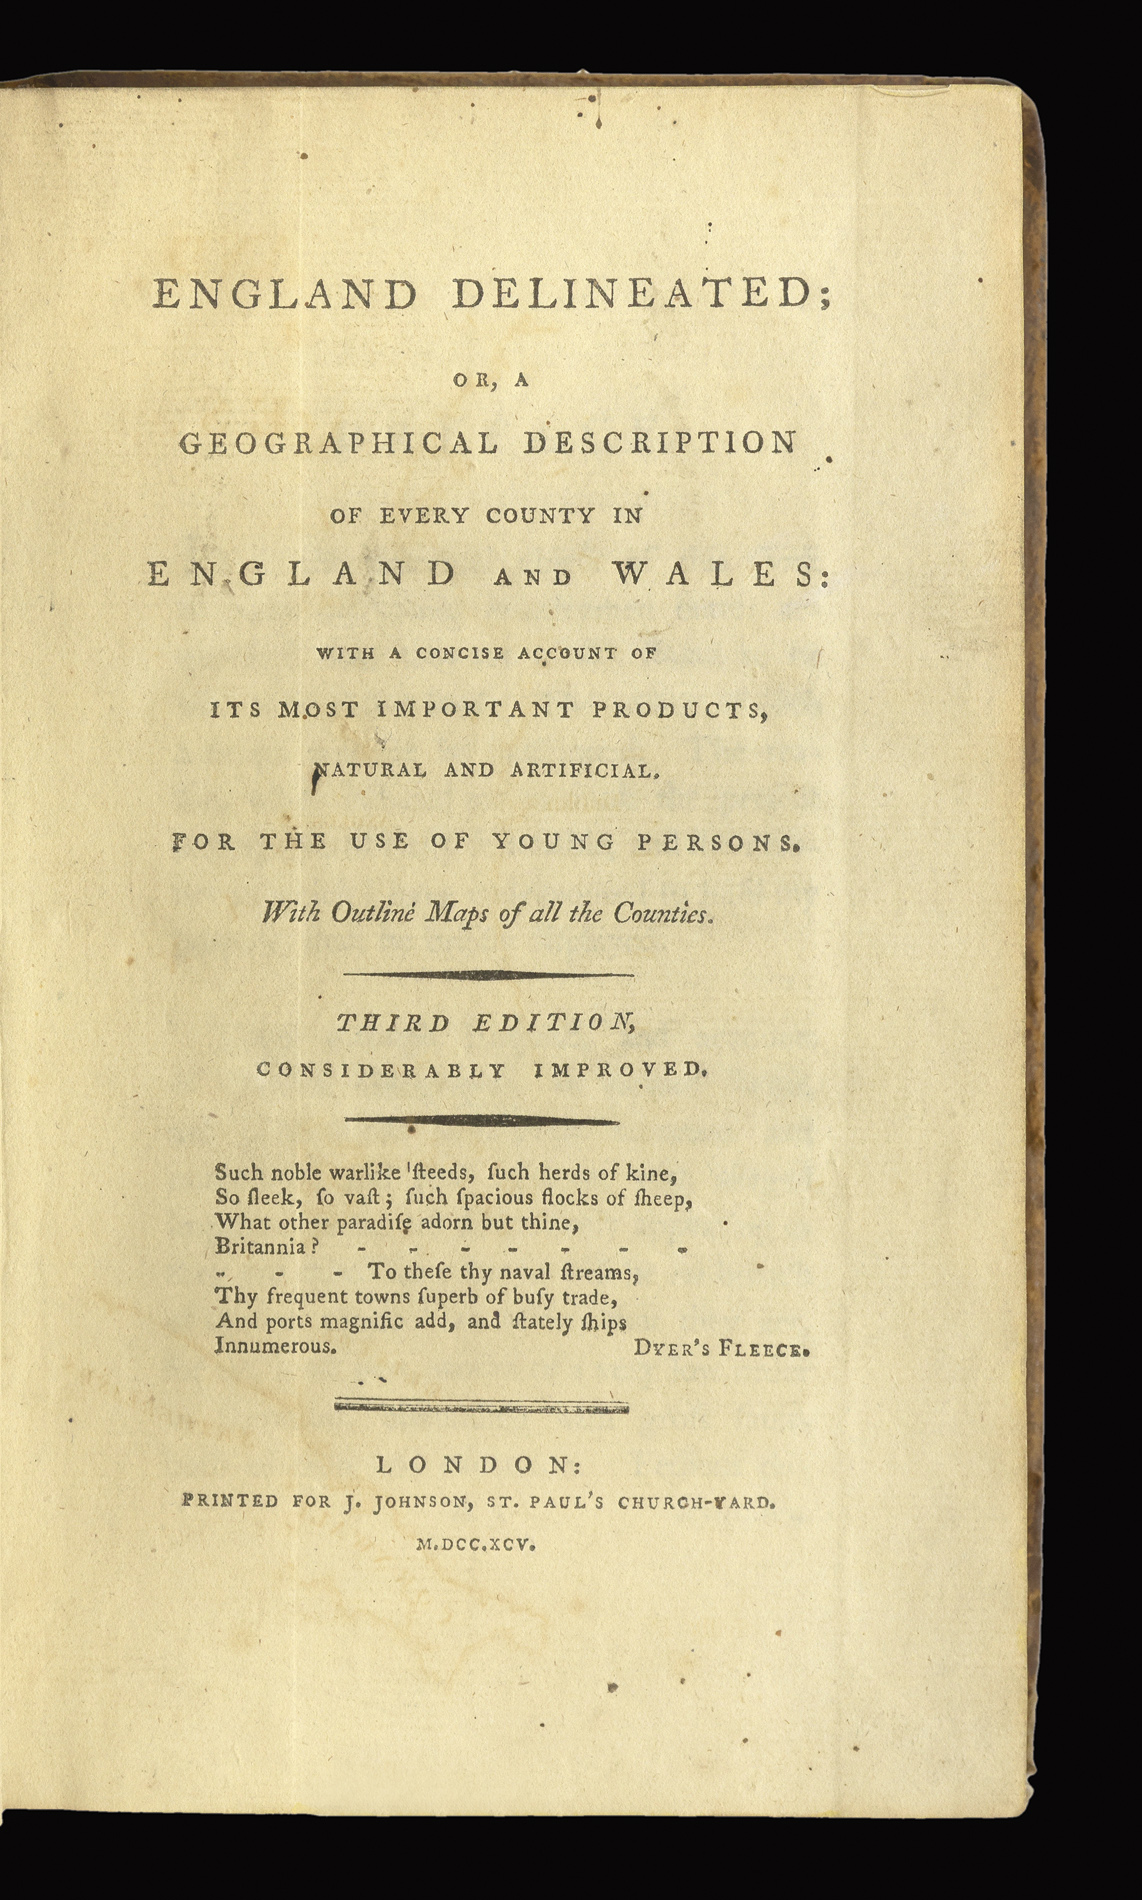 ENGLAND DELINEATED;
OR, A
GEOGRAPHICAL DESCRIPTION
OF EVERY COUNTY IN
ENGLAND AND WALES:
WITH A CONCISE ACCOUNT OF
ITS MOST IMPORTANT PRODUCTS,
NATURAL AND ARTIFICIAL.
FOR THE USE OF YOUNG PERSONS.
With Outline Maps of all the Counties.
THIRD EDITION,
CONSIDERABLY IMPROVED.
Such noble warlike ſteeds, ſuch herds of kine,
So ſleek, ſo vaſt; ſuch ſpacious flocks of ſheep,
What other paradiſe adorn but thine,
Britannia? - - - - - - -
- - - To theſe thy naval ſtreams,
Thy frequent towns ſuperb of buſy trade,
And ports magnific add, and ſtately ſhips
Innumerous. DYER'S FLEECE.
LONDON:
PRINTED FOR J. JOHNSON, ST. PAUL'S CHURCH-YARD.
M.DCC.XCV.